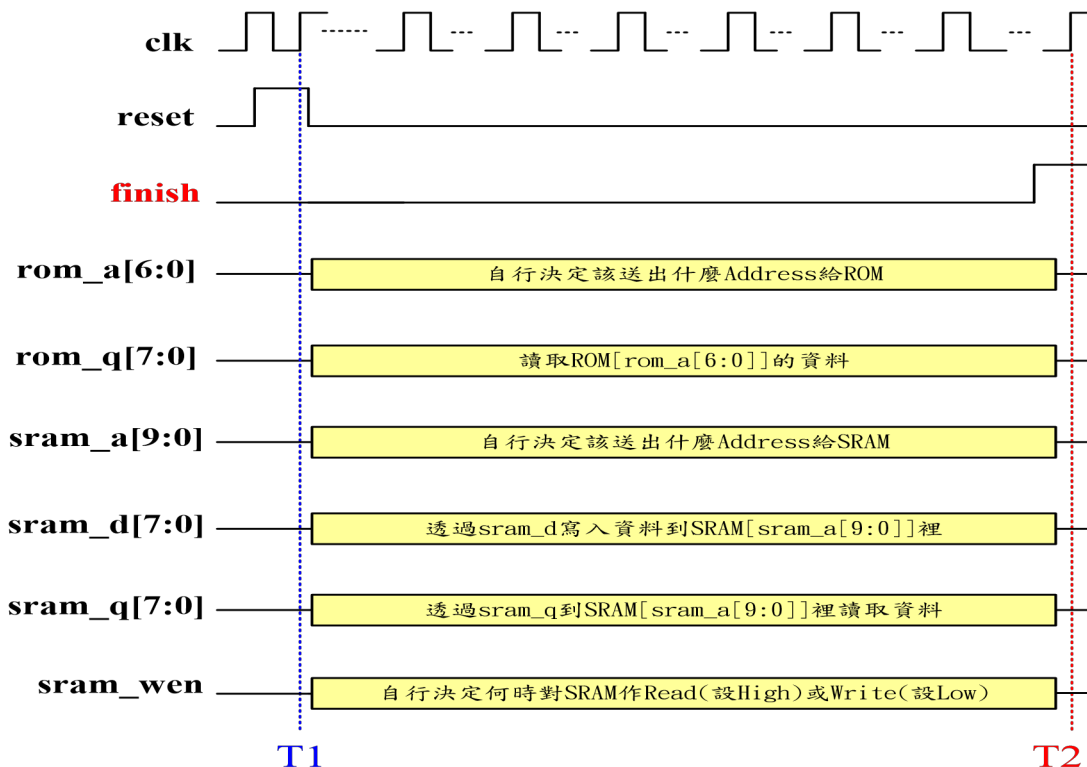 clk
reset
finish
rom_a[6:0]
自行決定該送出什麼Address給ROM
rom_q[7:0]
讀取ROM[rom_a[6:0]]的資料
sram_a[9:0]
自行決定該送出什麼Address給SRAM
sram_d[7:0]
透過sram_d寫入資料到SRAM[sram_a[9:0]]裡
sram_q[7:0]
透過sram_q到SRAM[sram_a[9:0]]裡讀取資料
sram_wen
自行決定何時對SRAM作Read(設High)或Write(設Low)
T1
T2